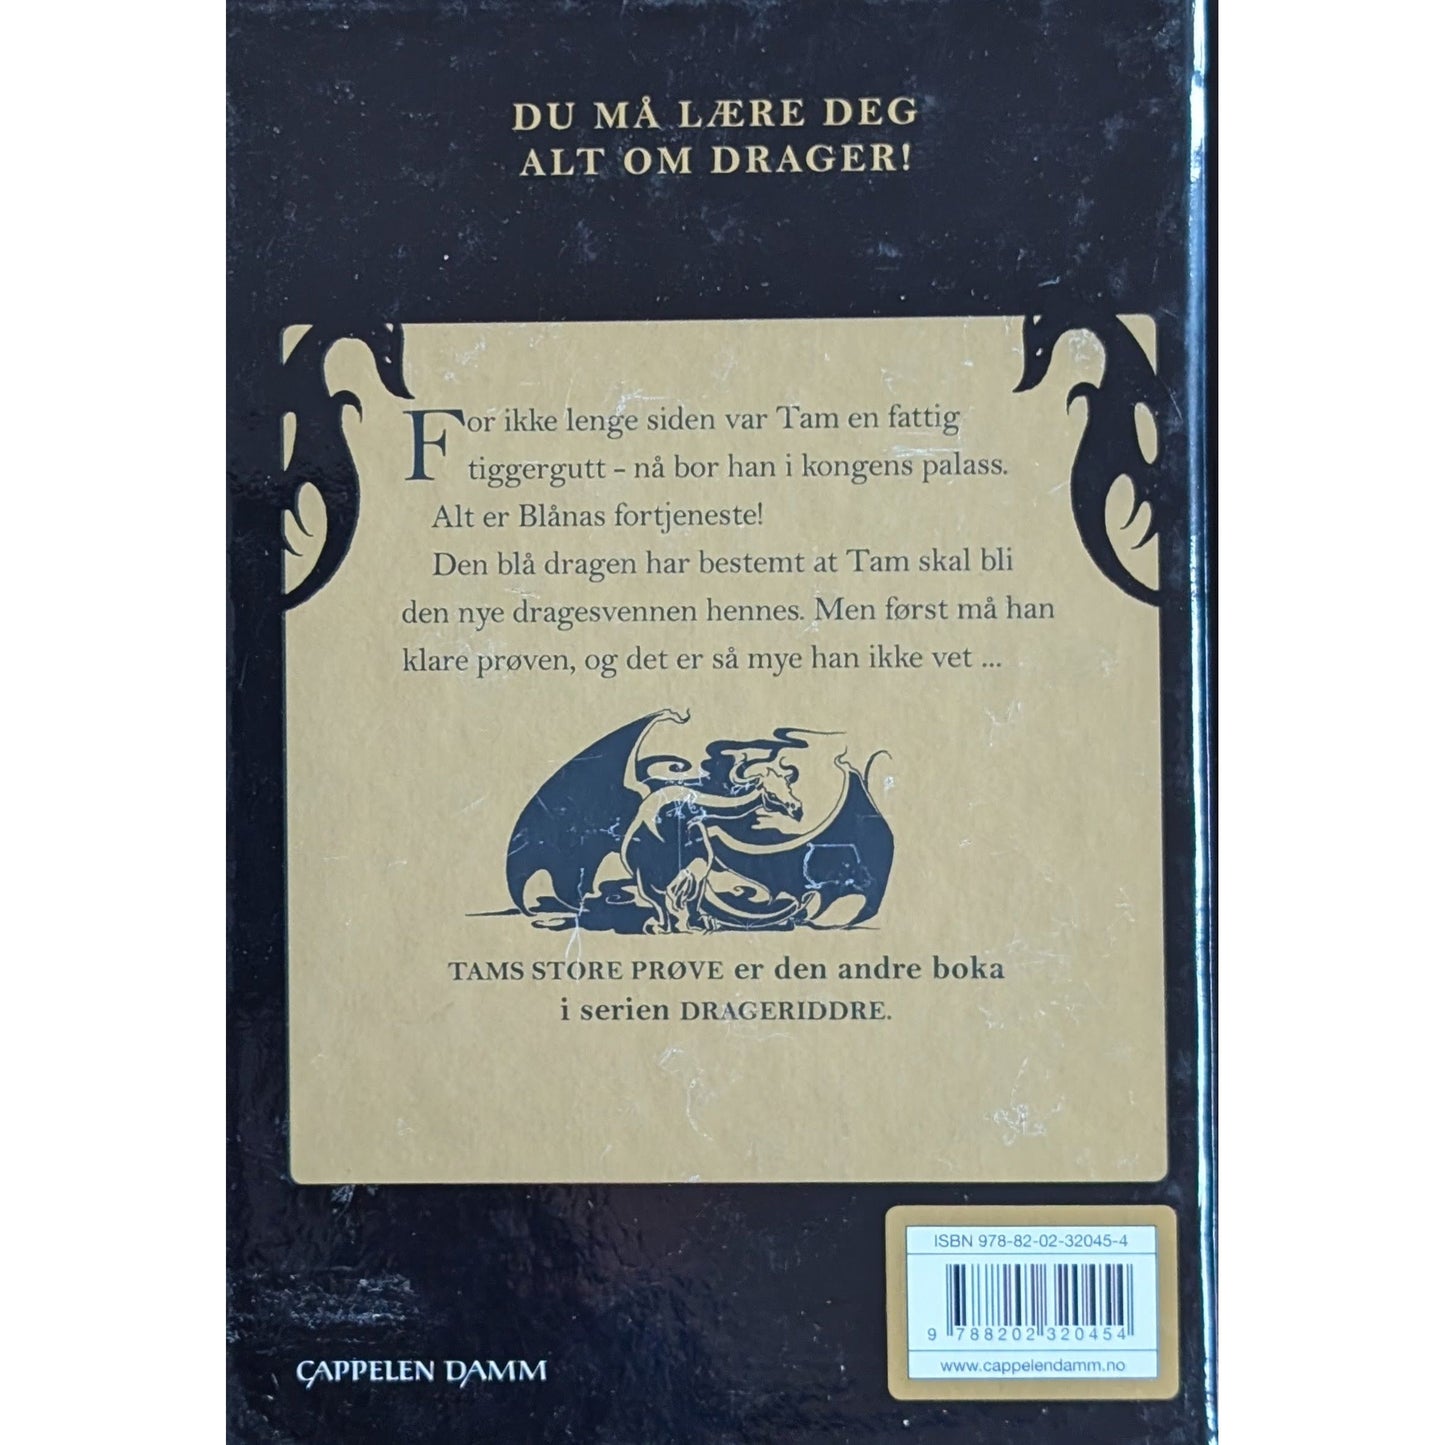 DU MÅ LÆRE DEG
ALT OM DRAGER!
For ikke lenge siden var Tam en fattig
tiggergutt – nå bor han i kongens palass.
Alt er Blånas fortjeneste!
Den blå dragen har bestemt at Tam skal bli
den nye dragesvennen hennes. Men først må han
klare prøven, og det er så mye han ikke vet ...
TAMS STORE PRØVE er den andre boka
i serien DRAGERIDDRE.
ISBN 978-82-02-32045-4
9 788202 320454
www.cappelendamm.no
CAPPELEN DAMM